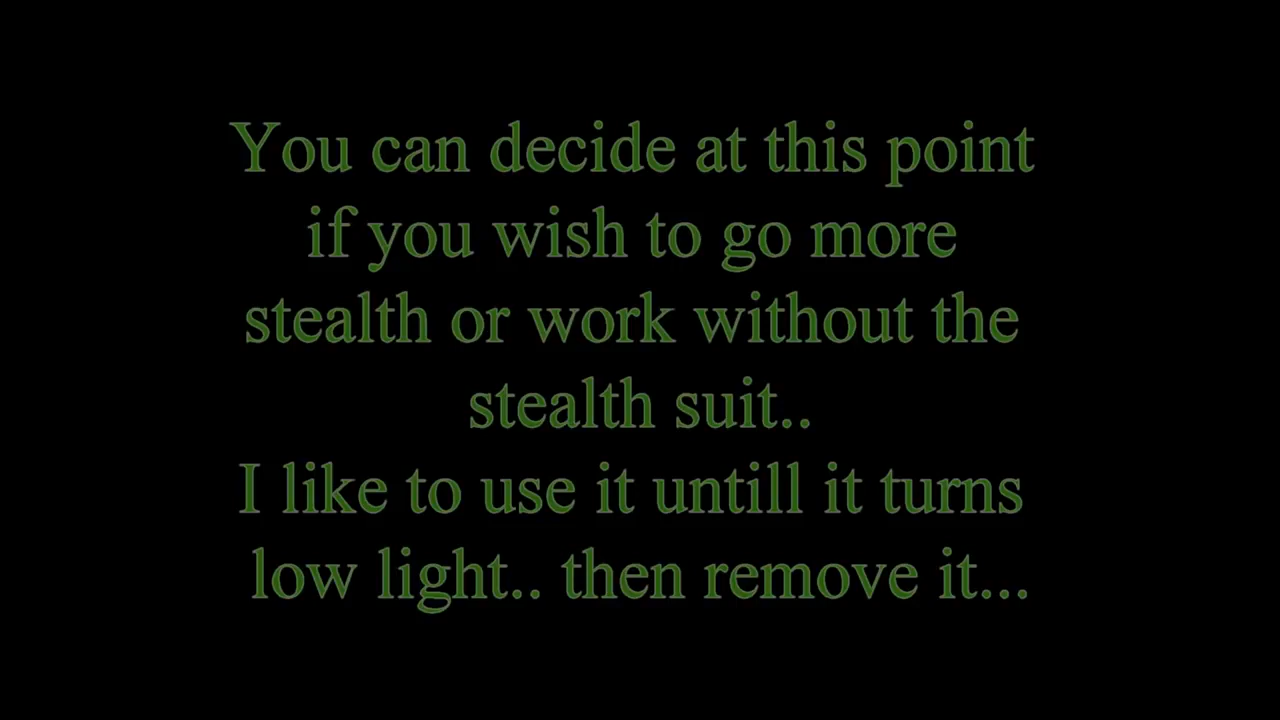 You can decide at this point
if you wish to go more
stealth or work without the
stealth suit..
I like to use it untill it turns
low light.. then remove it...